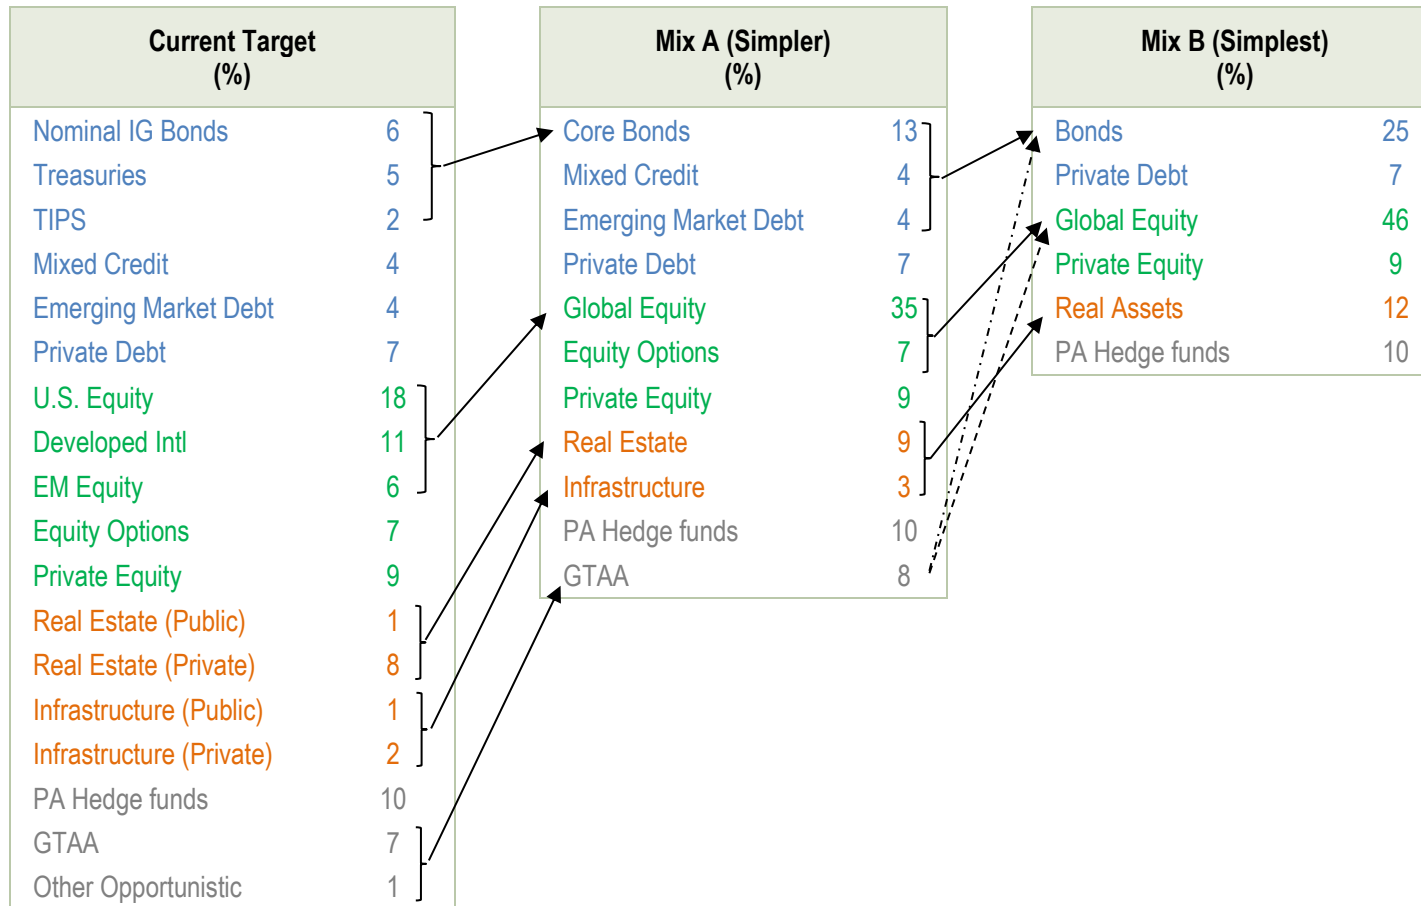 Current Target
(%)
Nominal IG Bonds 6
Treasuries 5
TIPS 2
Mixed Credit 4
Emerging Market Debt 4
Private Debt 7
U.S. Equity 18
Developed Intl 11
EM Equity 6
Equity Options 7
Private Equity 9
Real Estate (Public) 1
Real Estate (Private) 8
Infrastructure (Public) 1
Infrastructure (Private) 2
PA Hedge funds 10
GTAA 7
Other Opportunistic 1
Mix A (Simpler)
(%)
Core Bonds 13
Mixed Credit 4
Emerging Market Debt 4
Private Debt 7
Global Equity 35
Equity Options 7
Private Equity 9
Real Estate 9
Infrastructure 3
PA Hedge funds 10
GTAA 8
Mix B (Simplest)
(%)
Bonds 25
Private Debt 7
Global Equity 46
Private Equity 9
Real Assets 12
PA Hedge funds 10